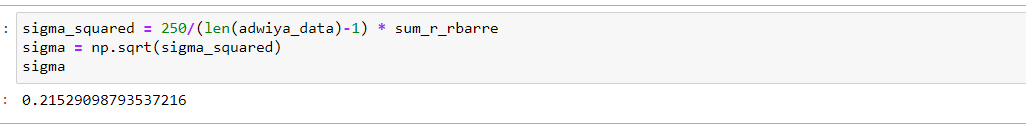 : sigma_squared = 250/(len(adwiya_data)-1) * sum_r_rbarre
sigma = np.sqrt(sigma_squared)
sigma
: 0.21529098793537216